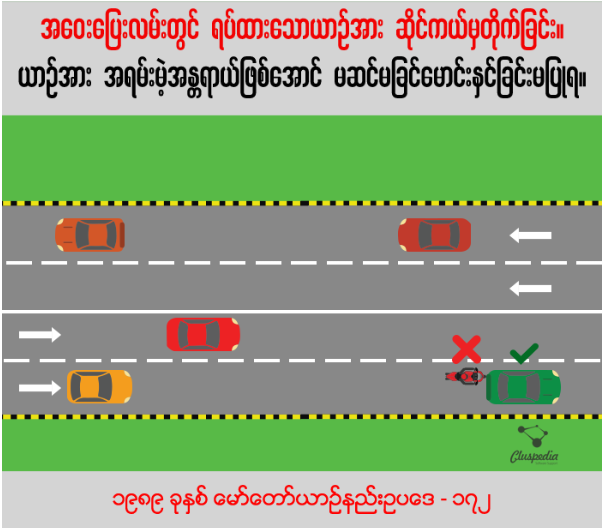 အဝေးပြေးလမ်းတွင် ရပ်ထားသောယာဉ်အား ဆိုင်ကယ်မှတိုက်ခြင်း။
ယာဉ်အား အရမ်းမဲ့အန္တရာယ်ဖြစ်အောင် မဆင်မခြင်မောင်းနှင်ခြင်းမပြုရ။
Cluspedia
၁၉၈၉ ခုနှစ် မော်တော်ယာဉ်နည်းဥပဒေ - ၁၇၂